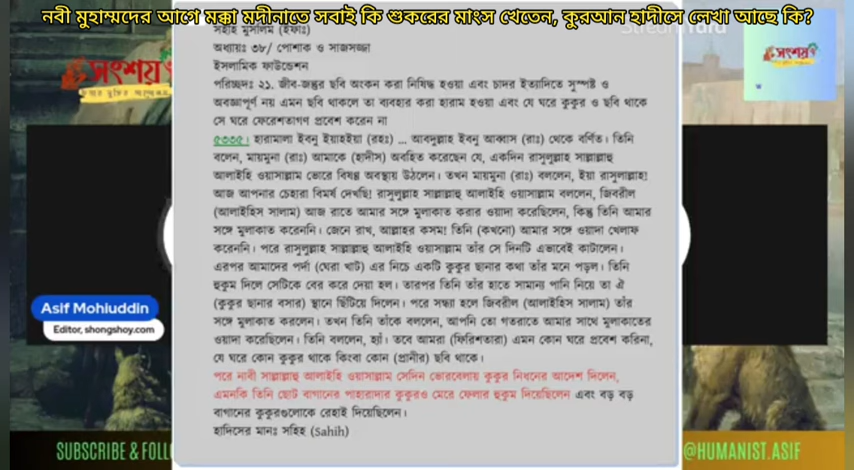 নবী মুহাম্মদের আগে মক্কা মদীনাতে সবাই কি শুকরের মাংস খেতেন, কুরআন হাদীসে লেখা আছে কি?
সহীহ মুসলিম (ইফাঃ)
অধ্যায়ঃ ৩৮/ পোশাক ও সাজসজ্জা
ইসলামিক ফাউন্ডেশন
পরিচ্ছদঃ ২১. জীব-জন্তুর ছবি অংকন করা নিষিদ্ধ হওয়া এবং চাদর ইত্যাদিতে সুস্পষ্ট ও
অবজ্ঞাপূর্ণ নয় এমন ছবি থাকলে তা ব্যবহার করা হারাম হওয়া এবং যে ঘরে কুকুর ও ছবি থাকে
সে ঘরে ফেরেশতাগণ প্রবেশ করেন না
৫৩৩৫। হারামালা ইবনু ইয়াহইয়া (রহঃ) ... আবদুল্লাহ ইবনু আব্বাস (রাঃ) থেকে বর্ণিত। তিনি
বলেন, মায়মুনা (রাঃ) আমাকে (হাদীস) অবহিত করেছেন যে, একদিন রাসুলুল্লাহ সাল্লাল্লাহু
আলাইহি ওয়াসাল্লাম ভোরে বিষণ্ণ অবস্থায় উঠলেন। তখন মায়মুনা (রাঃ) বললেন, ইয়া রাসুলাল্লাহ!
আজ আপনার চেহারা বিমর্ষ দেখছি! রাসুলুল্লাহ সাল্লাল্লাহু আলাইহি ওয়াসাল্লাম বললেন, জিবরীল
(আলাইহিস সালাম) আজ রাতে আমার সঙ্গে মুলাকাত করার ওয়াদা করেছিলেন, কিন্তু তিনি আমার
সঙ্গে মুলাকাত করেননি। জেনে রাখ, আল্লাহর কসম! তিনি (কখনো) আমার সঙ্গে ওয়াদা খেলাফ
করেননি। পরে রাসুলুল্লাহ সাল্লাল্লাহু আলাইহি ওয়াসাল্লাম তাঁর সে দিনটি এভাবেই কাটালেন।
এরপর আমাদের পর্দা (ঘেরা খাট) এর নিচে একটি কুকুর ছানার কথা তাঁর মনে পড়ল। তিনি
হুকুম দিলে সেটিকে বের করে দেয়া হল। তারপর তিনি তাঁর হাতে সামান্য পানি নিয়ে তা ঐ
(কুকুর ছানার বসার) স্থানে ছিঁটিয়ে দিলেন। পরে সন্ধ্যা হলে জিবরীল (আলাইহিস সালাম) তাঁর
সঙ্গে মুলাকাত করলেন। তখন তিনি তাঁকে বললেন, আপনি তো গতরাতে আমার সাথে মুলাকাতের
ওয়াদা করেছিলেন। তিনি বললেন, হ্যাঁ। তবে আমরা (ফিরিশতারা) এমন কোন ঘরে প্রবেশ করিনা,
যে ঘরে কোন কুকুর থাকে কিংবা কোন (প্রানীর) ছবি থাকে।
পরে নাবী সাল্লাল্লাহু আলাইহি ওয়াসাল্লাম সেদিন ভোরবেলায় কুকুর নিধনের আদেশ দিলেন,
এমনকি তিনি ছোট বাগানের পাহারাদার কুকুরও মেরে ফেলার হুকুম দিয়েছিলেন এবং বড় বড়
বাগানের কুকুরগুলোকে রেহাই দিয়েছিলেন।
হাদিসের মানঃ সহিহ (Sahih)
StreamYard
সংশয়
সংশয়
Asif Mohiuddin
Editor, shongshoy.com
SUBSCRIBE & FOLL
@HUMANIST.ASIF